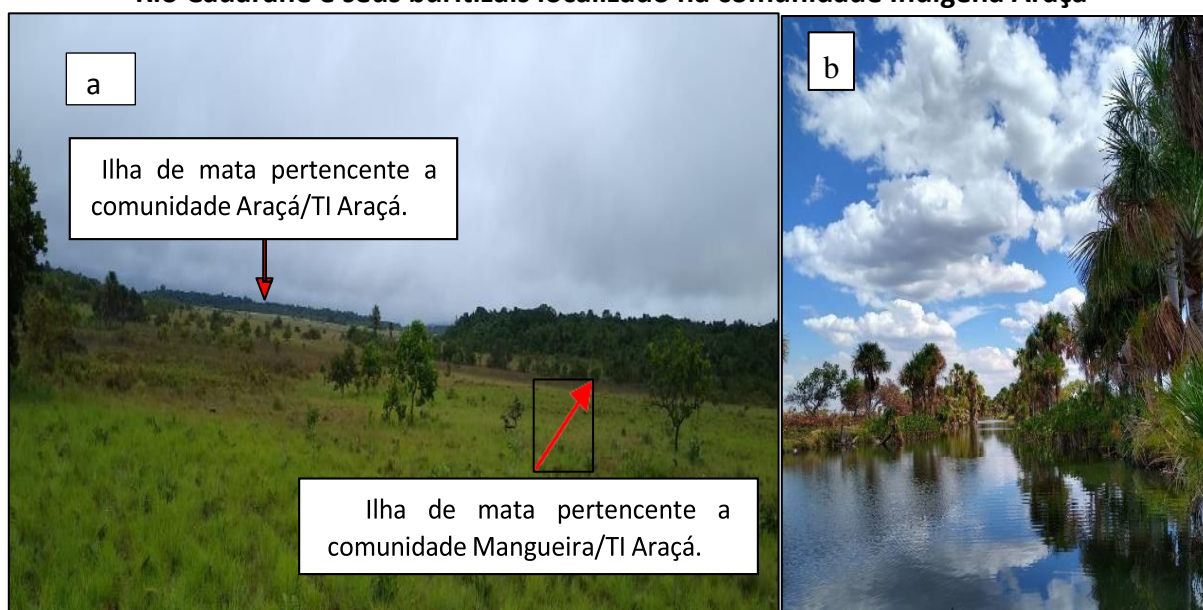 Rio e seus buritizais localizado na comunidade Indígena Araçá
a
b
Ilha de mata pertencente a
comunidade Araçá/TI Araçá.
Ilha de mata pertencente a
comunidade Mangueira/TI Araçá.